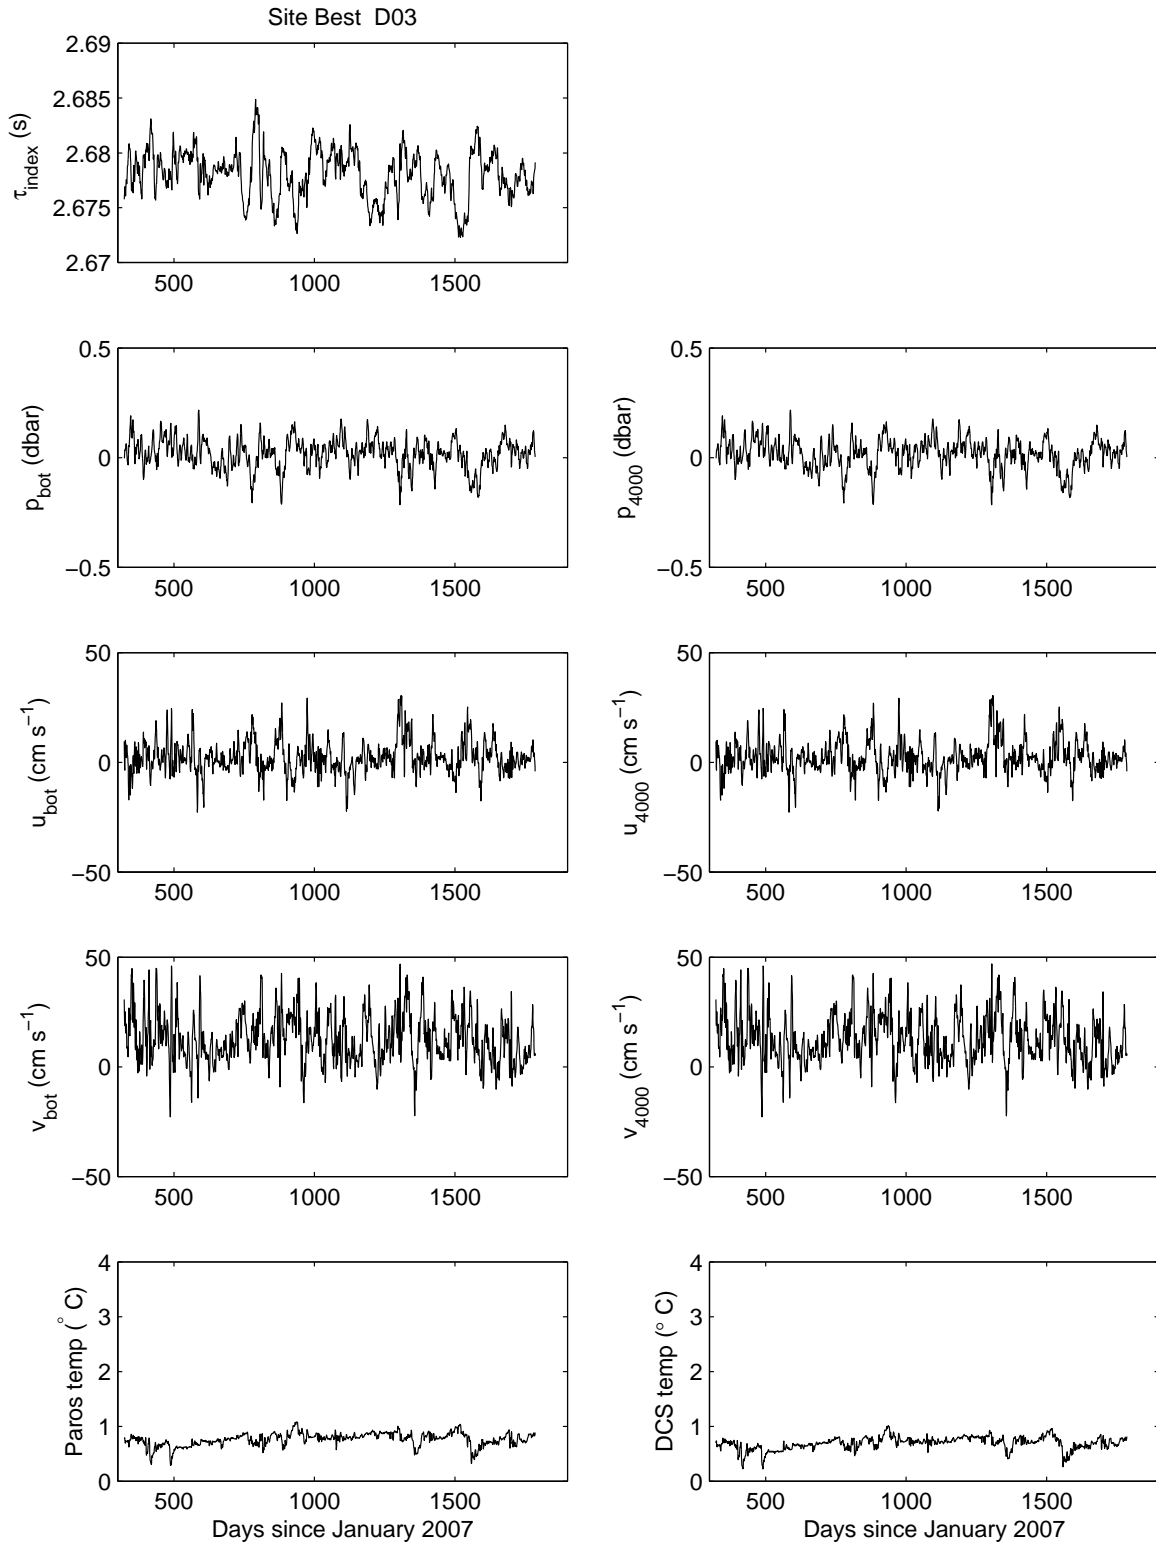 Site Best D03
2.69
2.685
2.68
2.675
2.67
τindex (s)
500 1000 1500
0.5
0
−0.5
pbot (dbar)
500 1000 1500
0.5
0
−0.5
p4000 (dbar)
500 1000 1500
50
0
−50
ubot (cm s−1)
500 1000 1500
50
0
−50
u4000 (cm s−1)
500 1000 1500
50
0
−50
vbot (cm s−1)
500 1000 1500
50
0
−50
v4000 (cm s−1)
500 1000 1500
4
3
2
1
0
Paros temp (° C)
500 1000 1500
Days since January 2007
4
3
2
1
0
DCS temp (° C)
500 1000 1500
Days since January 2007